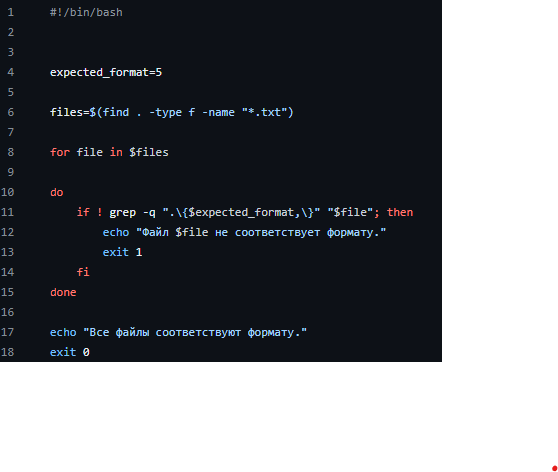 1 #!/bin/bash
2
3
4 expected_format=5
5
6 files=$(find . -type f -name "*.txt")
7
8 for file in $files
9
10 do
11 if ! grep -q ".\{$expected_format,\}" "$file"; then
12 echo "Файл $file не соответствует формату."
13 exit 1
14 fi
15 done
16
17 echo "Все файлы соответствуют формату."
18 exit 0